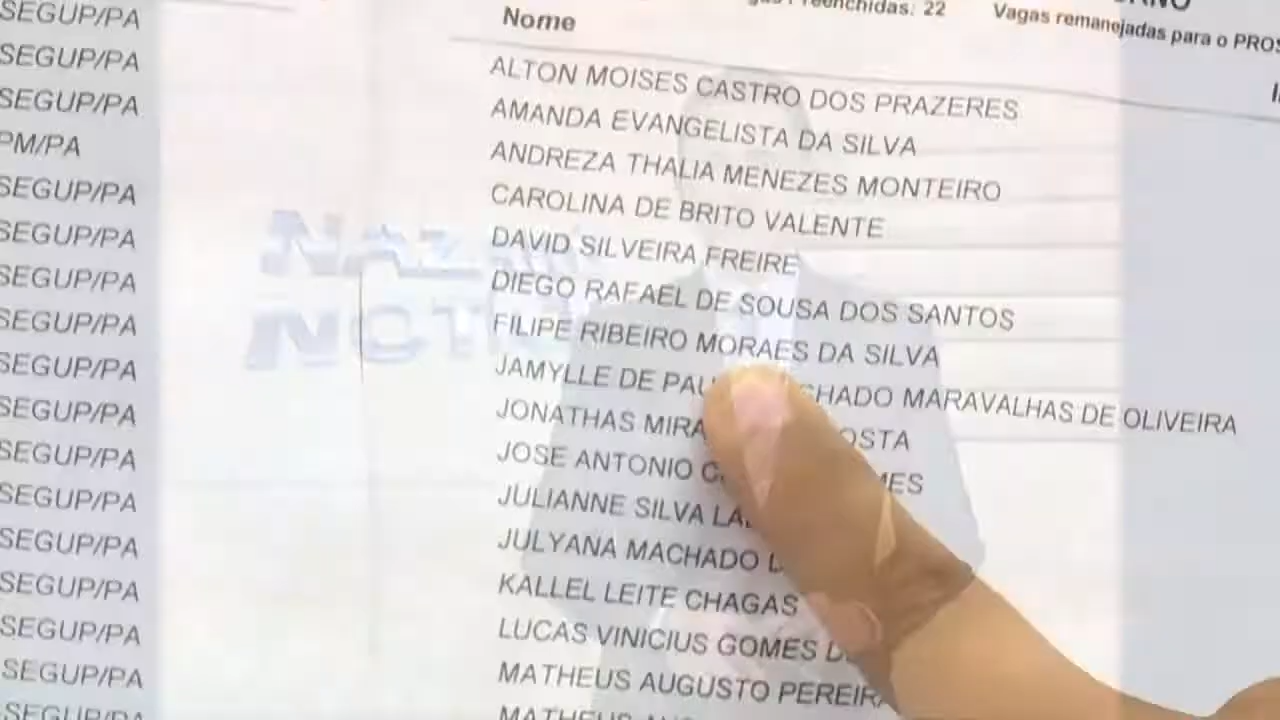 SEGUP/PA
SEGUP/PA
SEGUP/PA
PM/PA
SEGUP/PA
SEGUP/PA
SEGUP/PA
SEGUP/PA
SEGUP/PA
SEGUP/PA
SEGUP/PA
SEGUP/PA
SEGUP/PA
SEGUP/PA
SEGUP/PA
SEGUP/PA
SEGUP/PA
22
Vagas remanejadas para o
Nome
ALTON MOISES CASTRO DOS PRAZERES
AMANDA EVANGELISTA DA SILVA
ANDREZA THALIA MENEZES MONTEIRO
CAROLINA DE BRITO VALENTE
DAVID SILVEIRA FREIRE
DIEGO RAFAEL DE SOUSA DOS SANTOS
FILIPE RIBEIRO MORAES DA SILVA
JAMYLLE DE MARAVALHAS DE OLIVEIRA
JONATHAS
JOSE ANTONIO
JULIANNE SILVA
JULYANA MACHADO
KALLEL LEITE CHAGAS
LUCAS VINICIUS GOMES
MATHEUS AUGUSTO